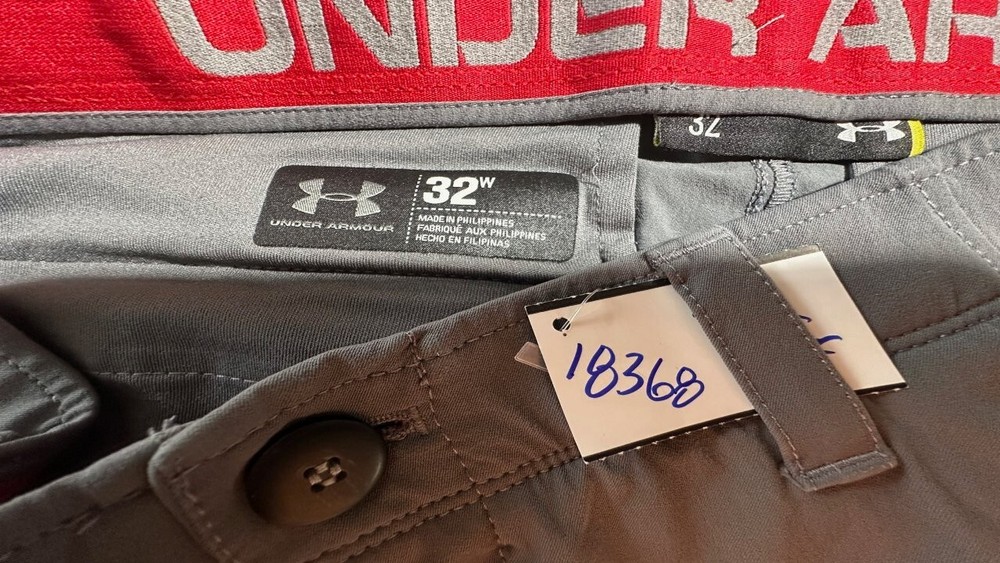 UNDER AR
32
32W
UNDER ARMOUR
MADE IN PHILIPPINES
FABRIQUÉ AUX PHILIPPINES
HECHO EN FILIPINAS
18368